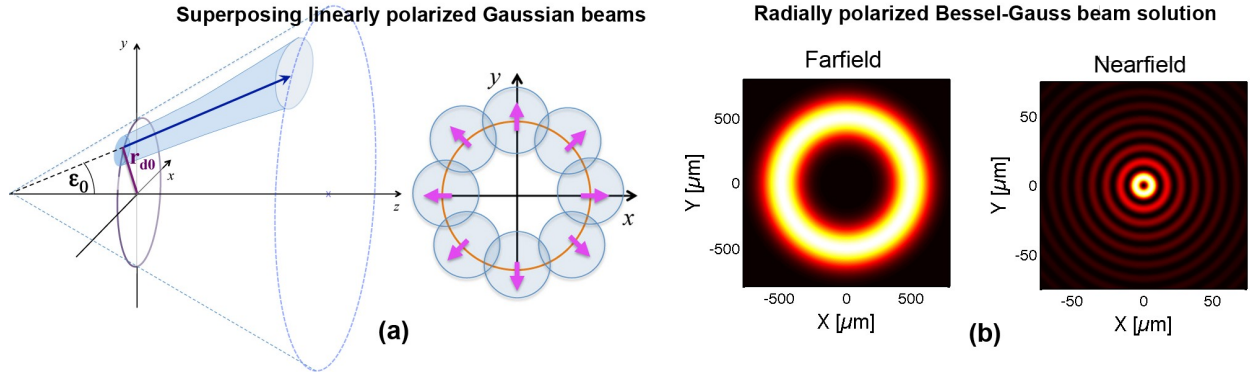 (a)
Superposing linearly polarized Gaussian beams
y
r_d0
ε_0
x
z
y
x
Radially polarized Bessel-Gauss beam solution
Farfield
Y [µm]
500
0
-500
-500 0 500
X [µm]
(b)
Nearfield
Y [µm]
50
0
-50
-50 0 50
X [µm]